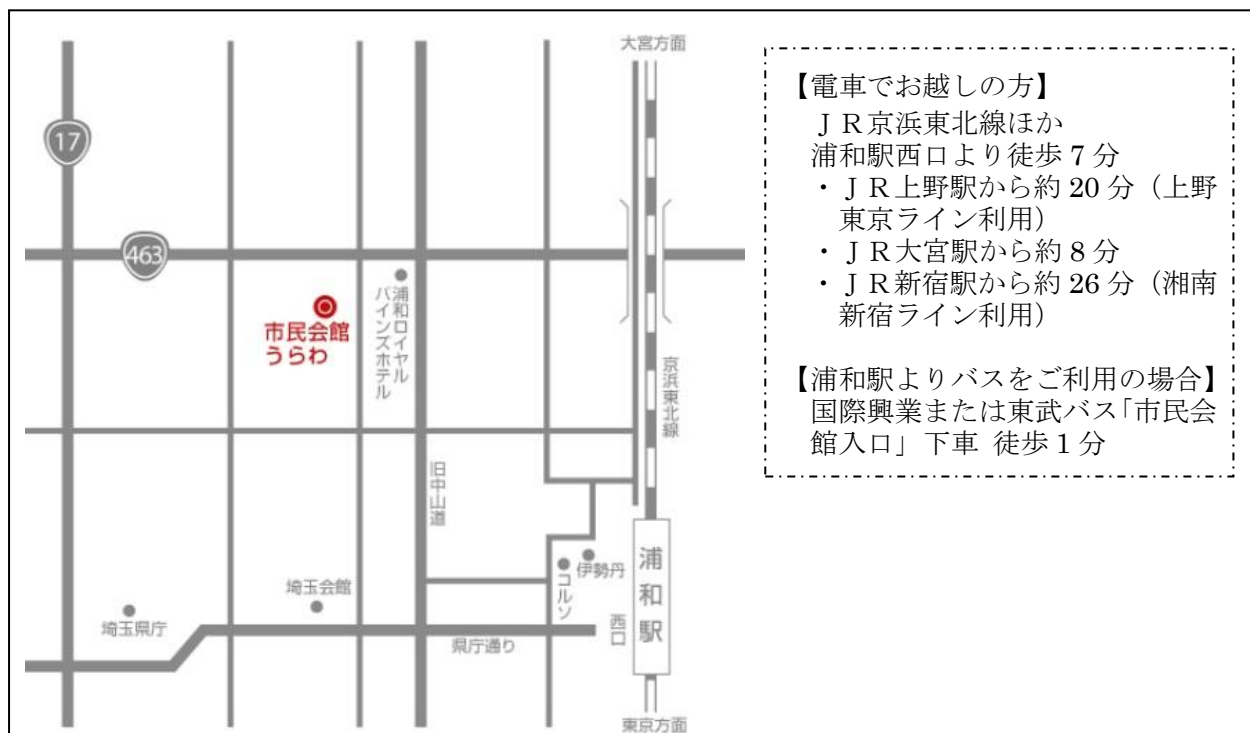 大宮方面
17
463
市民会館
うらわ
浦和ロイヤル
パインズホテル
京浜東北線
旧中山道
伊勢丹
コルソ
浦和駅
西口
埼玉会館
埼玉県庁
県庁通り
東京方面
【電車でお越しの方】
ＪＲ京浜東北線ほか
浦和駅西口より徒歩 7 分
・ＪＲ上野駅から約 20 分（上野
東京ライン利用）
・ＪＲ大宮駅から約 8 分
・ＪＲ新宿駅から約 26 分（湘南
新宿ライン利用）
【浦和駅よりバスをご利用の場合】
国際興業または東武バス「市民会
館入口」下車 徒歩 1 分